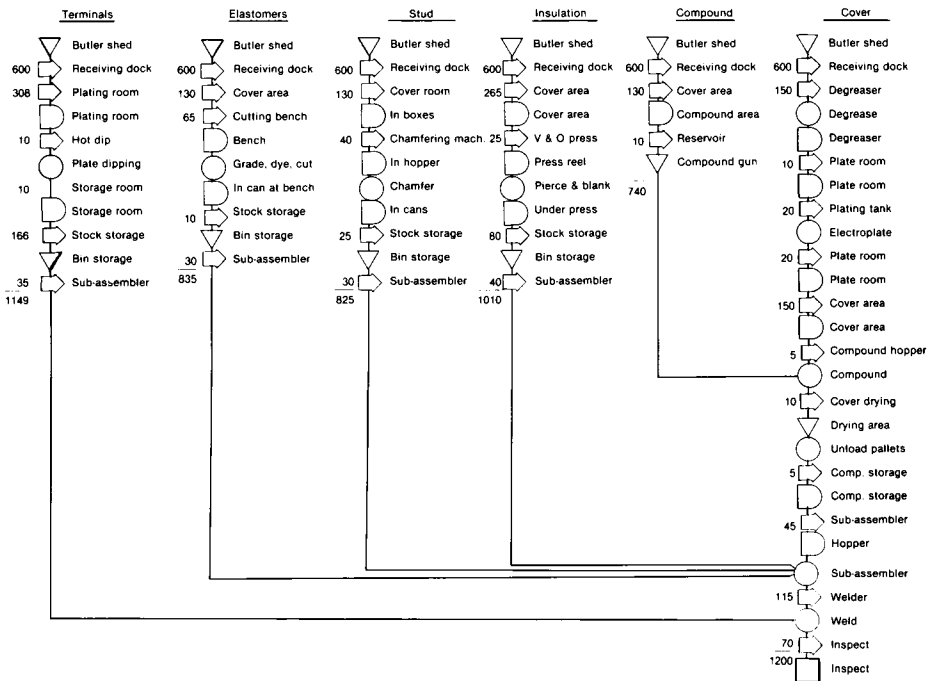 Terminals
Butler shed
600 Receiving dock
308 Plating room
Plating room
10 Hot dip
Plate dipping
10 Storage room
Storage room
166 Stock storage
Bin storage
35 Sub-assembler
1149
Elastomers
Butler shed
600 Receiving dock
130 Cover area
65 Cutting bench
Bench
Grade, dye, cut
In can at bench
10 Stock storage
Bin storage
30 Sub-assembler
835
Stud
Butler shed
600 Receiving dock
130 Cover room
In boxes
40 Chamfering mach.
In hopper
Chamfer
In cans
25 Stock storage
Bin storage
30 Sub-assembler
825
Insulation
Butler shed
600 Receiving dock
265 Cover area
Cover area
25 V & O press
Press reel
Pierce & blank
Under press
80 Stock storage
Bin storage
40 Sub-assembler
1010
Compound
Butler shed
600 Receiving dock
130 Cover area
Compound area
10 Reservoir
Compound gun
740
Cover
Butler shed
600 Receiving dock
150 Degreaser
Degrease
Degreaser
10 Plate room
Plate room
20 Plating tank
Electroplate
20 Plate room
Plate room
150 Cover area
Cover area
5 Compound hopper
Compound
10 Cover drying
Drying area
Unload pallets
5 Comp. storage
Comp. storage
45 Sub-assembler
Hopper
Sub-assembler
115 Welder
Weld
70 Inspect
1200
Inspect